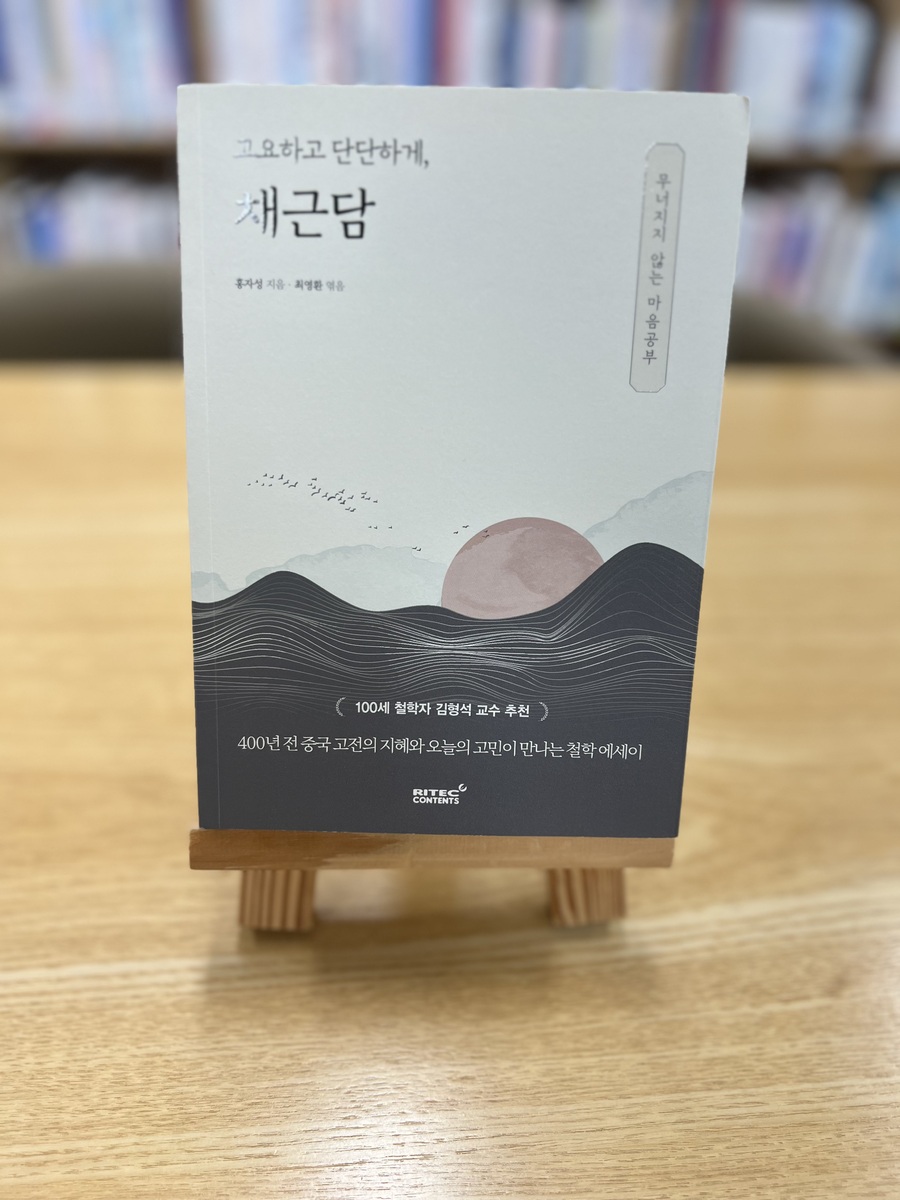 고요하고 단단하게,
채근담
홍자성 지음 · 최영환 엮음
무너지지 않는 마음공부
100세 철학자 김형석 교수 추천
400년 전 중국 고전의 지혜와 오늘의 고민이 만나는 철학 에세이
RITEC
CONTENTS